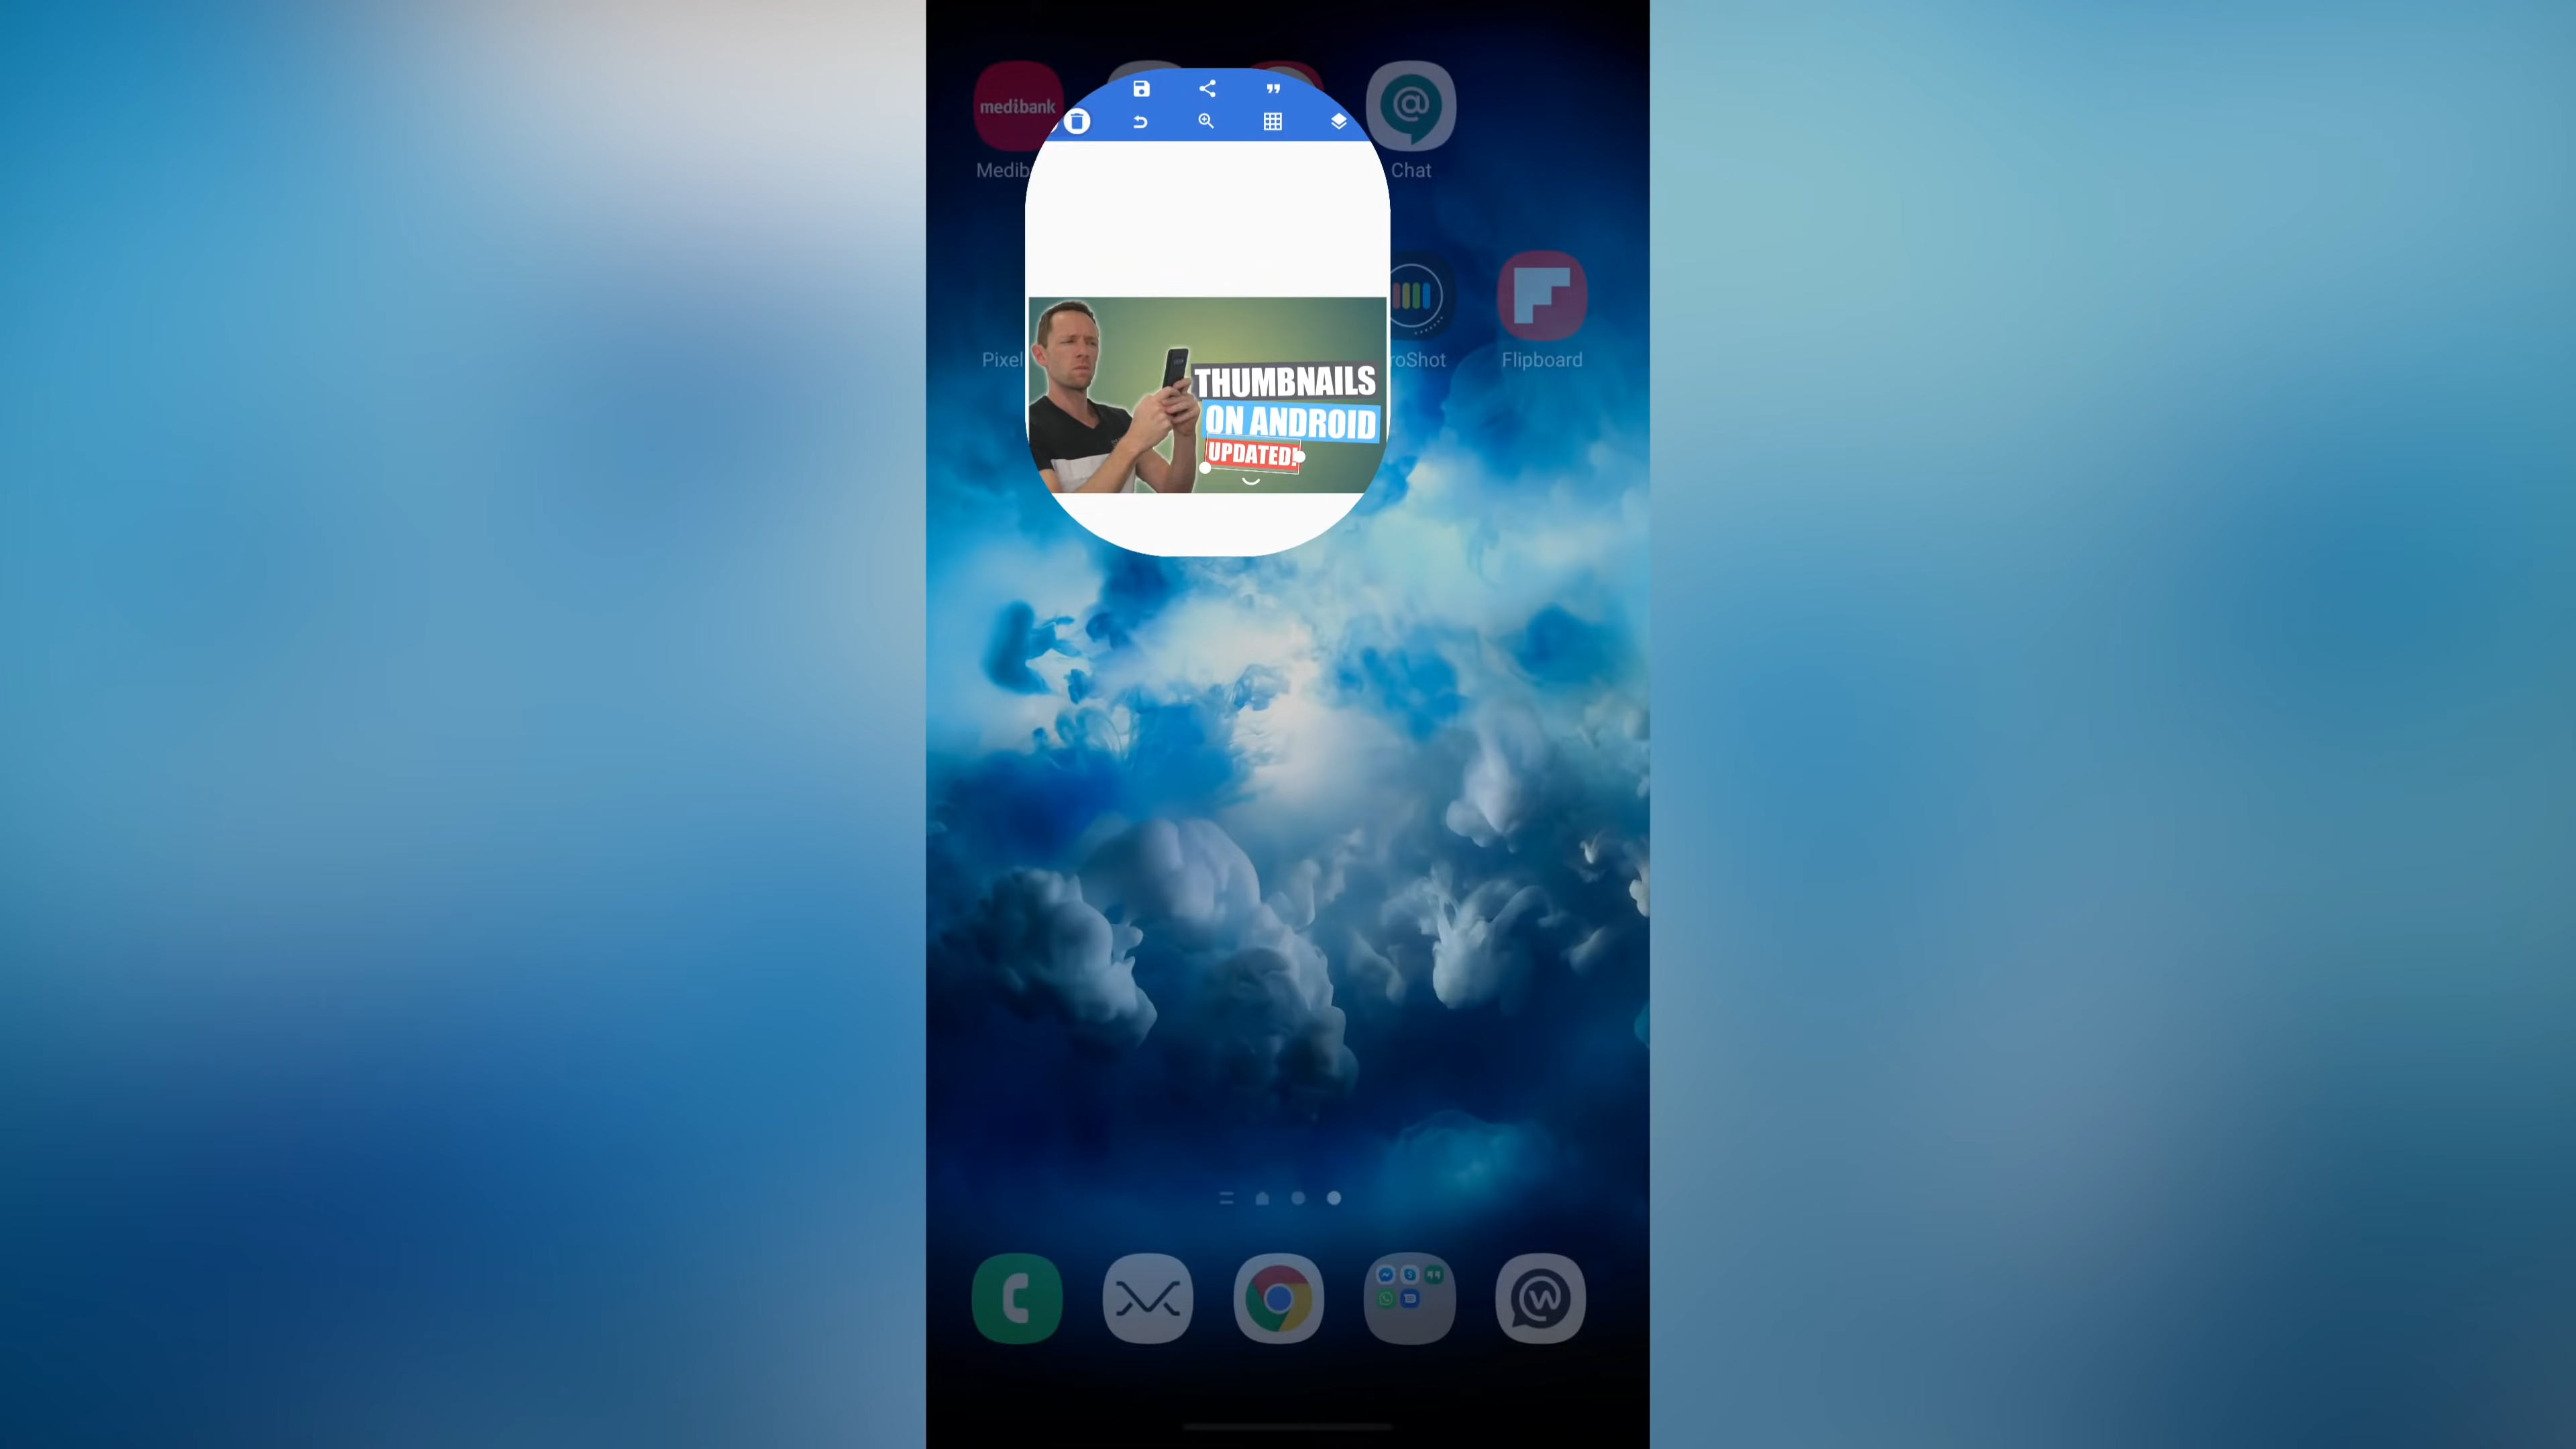 medibank
Medib
Chat
THUMBNAILS
ON ANDROID
UPDATED!
Pixel
roShot
Flipboard